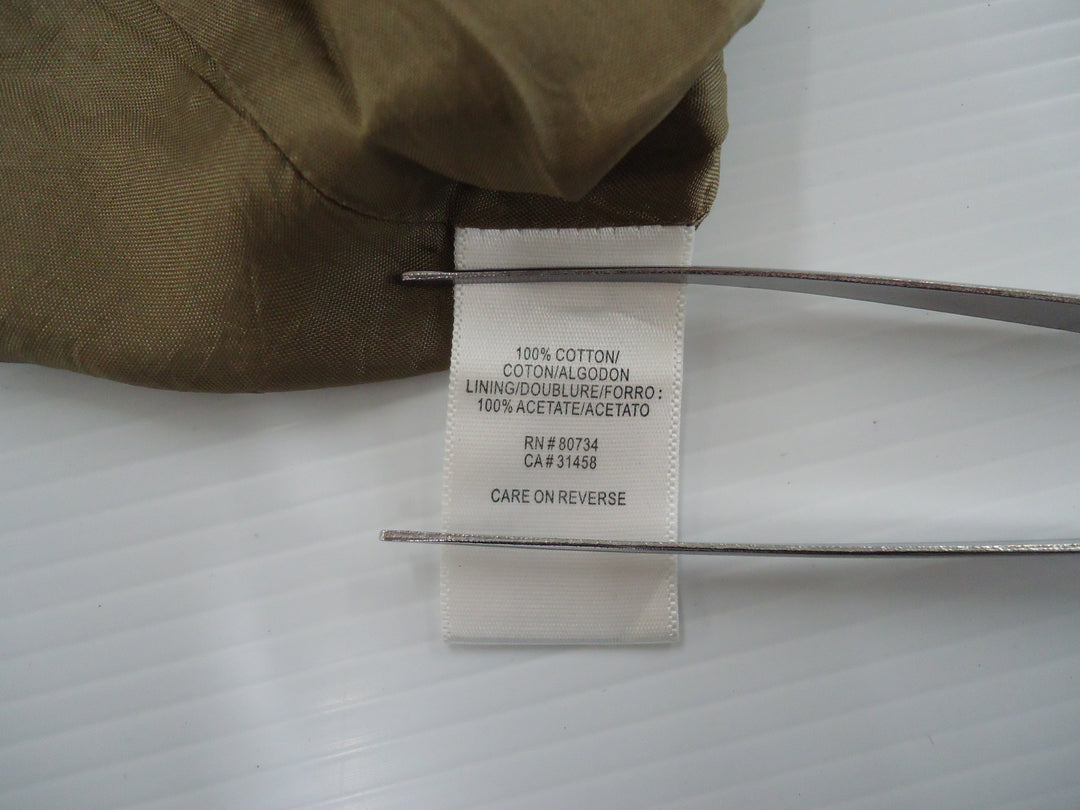 100% COTTON/
COTON/ALGODON
LINING/DOUBLURE/FORRO:
100% ACETATE/ACETATO
RN # 80734
CA # 31458
CARE ON REVERSE